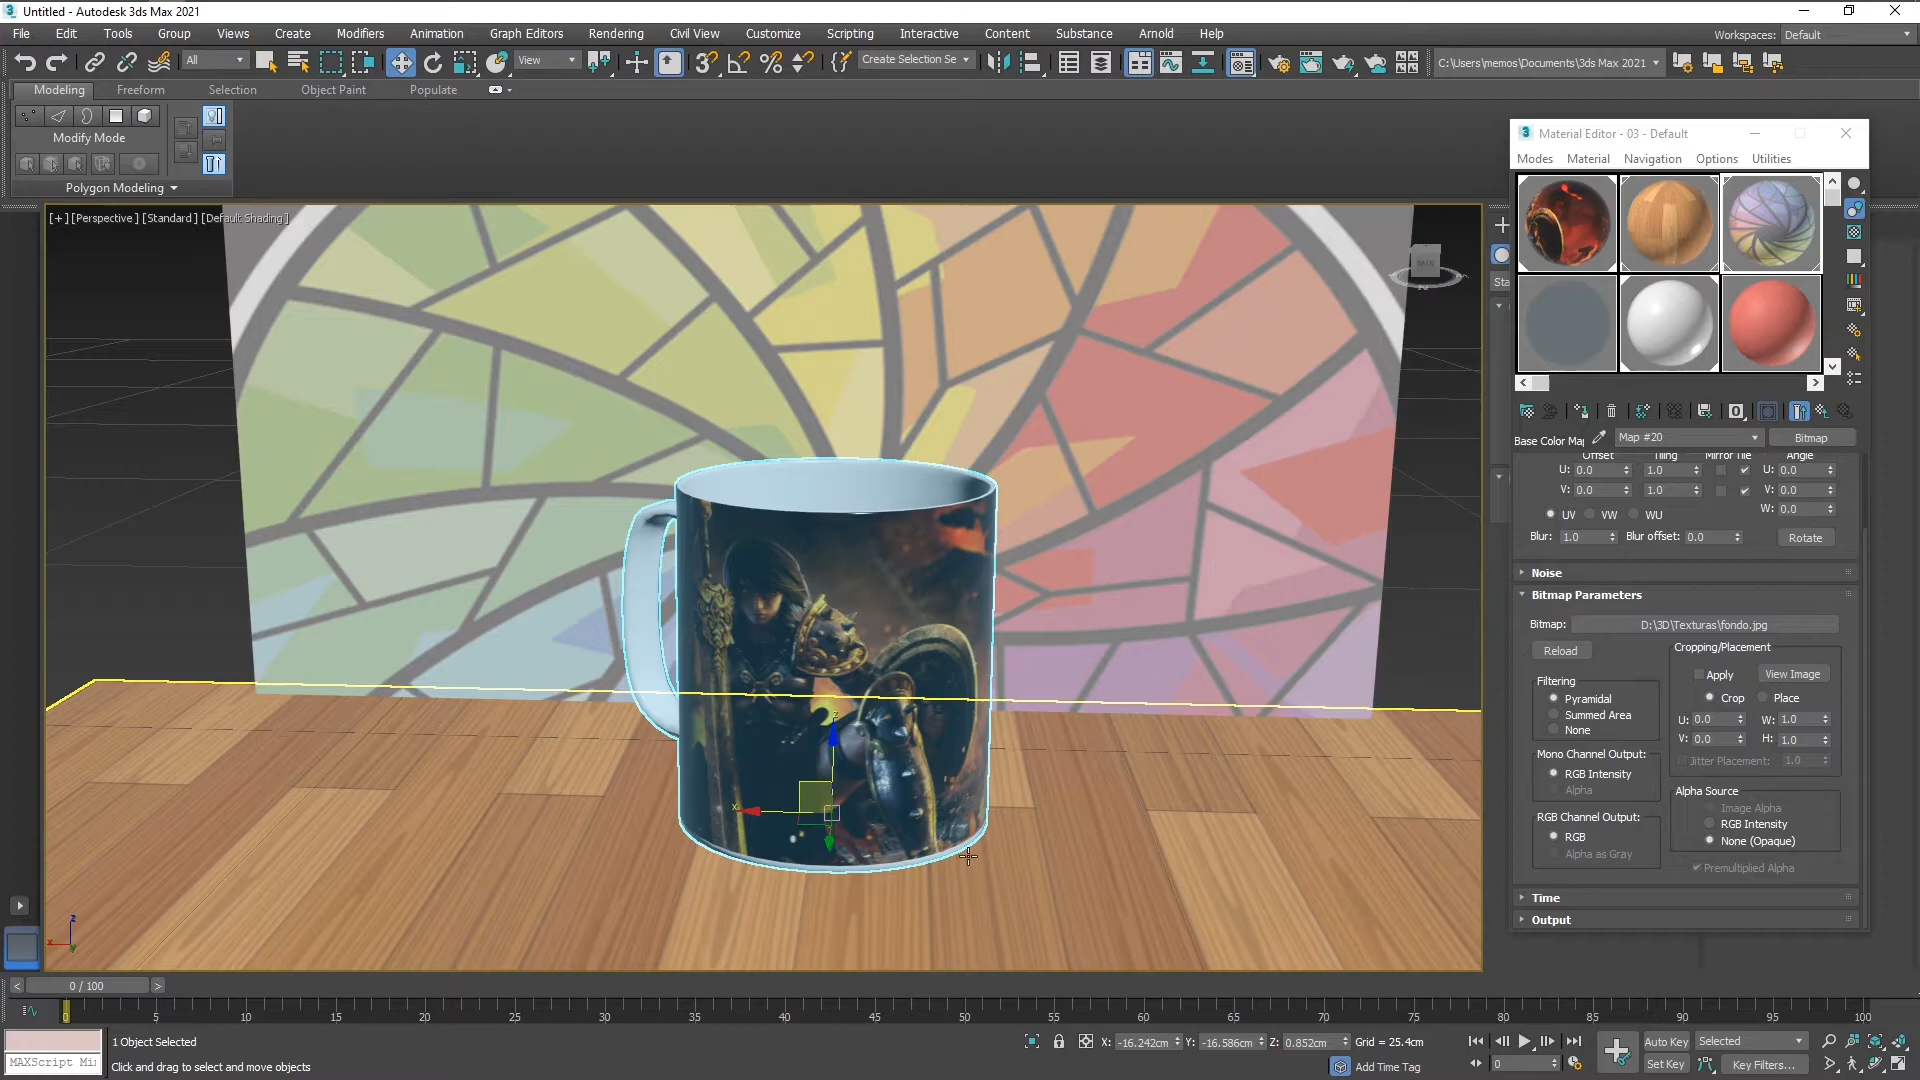 Untitled - Autodesk 3ds Max 2021
File Edit Tools Group Views Create Modifiers Animation Graph Editors Rendering Civil View Customize Scripting Interactive Content Substance Arnold Help
Workspaces: Default
All View Create Selection Se C:\Users\memos\Documents\3ds Max 2021
Modeling Freeform Selection Object Paint Populate
Modify Mode
Polygon Modeling
[+] [Perspective] [Standard] [Default Shading]
BACK
Sta
Material Editor - 03 - Default
Modes Material Navigation Options Utilities
Base Color Map Map #20 Bitmap
Offset Tiling Mirror Tile Angle
U: 0.0 1.0 U: 0.0
V: 0.0 1.0 V: 0.0
W: 0.0
UV VW WU
Blur: 1.0 Blur offset: 0.0 Rotate
Noise
Bitmap Parameters
Bitmap: D:\3D\Texturas\fondo.jpg
Reload
Cropping/Placement
Apply View Image
Crop Place
U: 0.0 W: 1.0
V: 0.0 H: 1.0
Jitter Placement: 1.0
Filtering
Pyramidal
Summed Area
None
Mono Channel Output:
RGB Intensity
Alpha
RGB Channel Output:
RGB
Alpha as Gray
Alpha Source
Image Alpha
RGB Intensity
None (Opaque)
Premultiplied Alpha
Time
Output
z
x
z
x
y
0 / 100
0 5 10 15 20 25 30 35 40 45 50 55 60 65 70 75 80 85 90 95 100
1 Object Selected
MAXScript Mi
Click and drag to select and move objects
X: -16.242cm Y: -16.586cm Z: 0.852cm Grid = 25.4cm
Add Time Tag
0
Auto Key Selected
Set Key Key Filters...